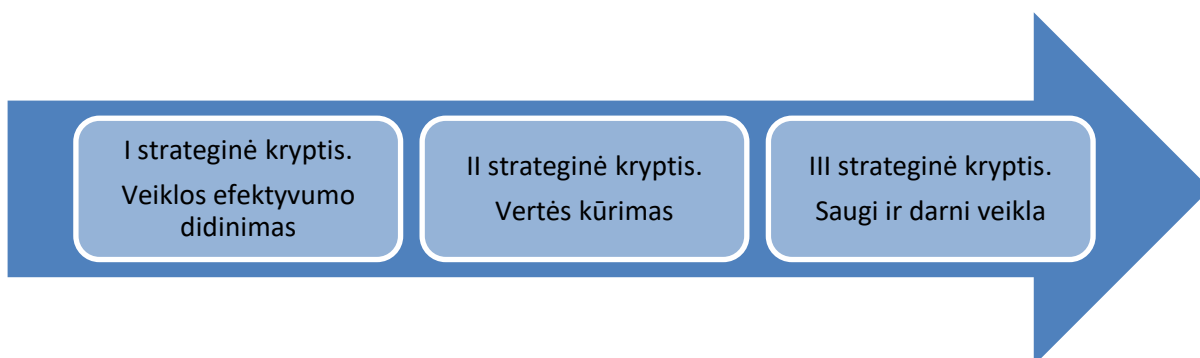 I strateginė kryptis.
Veiklos efektyvumo
didinimas
II strateginė kryptis.
Vertės kūrimas
III strateginė kryptis.
Saugi ir darni veikla